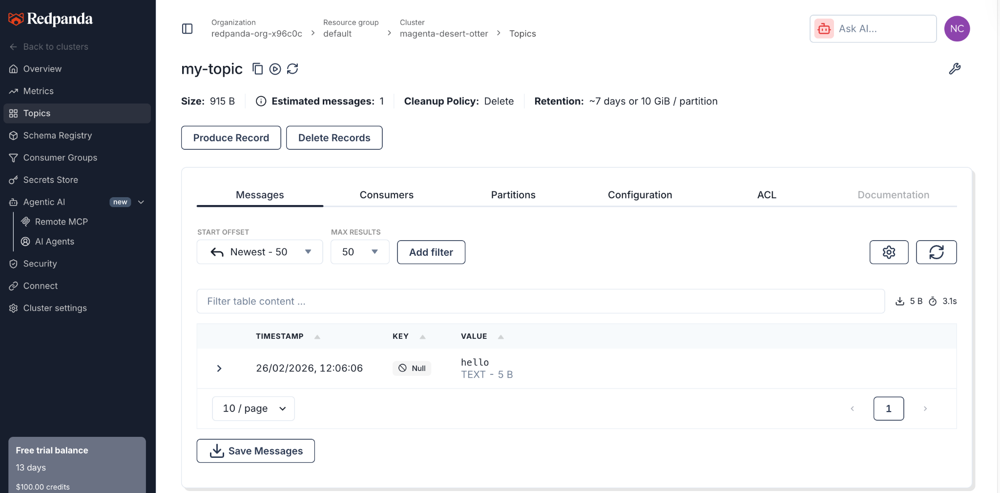 Redpanda
Back to clusters
Overview
Metrics
Topics
Schema Registry
Consumer Groups
Secrets Store
Agentic AI new
Remote MCP
AI Agents
Security
Connect
Cluster settings
Free trial balance
13 days
$100.00 credits
Organization Resource group Cluster
redpanda-org-x96c0c default magenta-desert-otter Topics
Ask AI...
NC
my-topic
Size: 915 B Estimated messages: 1 Cleanup Policy: Delete Retention: ~7 days or 10 GiB / partition
Produce Record Delete Records
Messages Consumers Partitions Configuration ACL Documentation
START OFFSET MAX RESULTS
Newest - 50 50 Add filter
Filter table content ... 5 B 3.1s
TIMESTAMP KEY VALUE
26/02/2026, 12:06:06 Null hello
TEXT - 5 B
10 / page 1
Save Messages